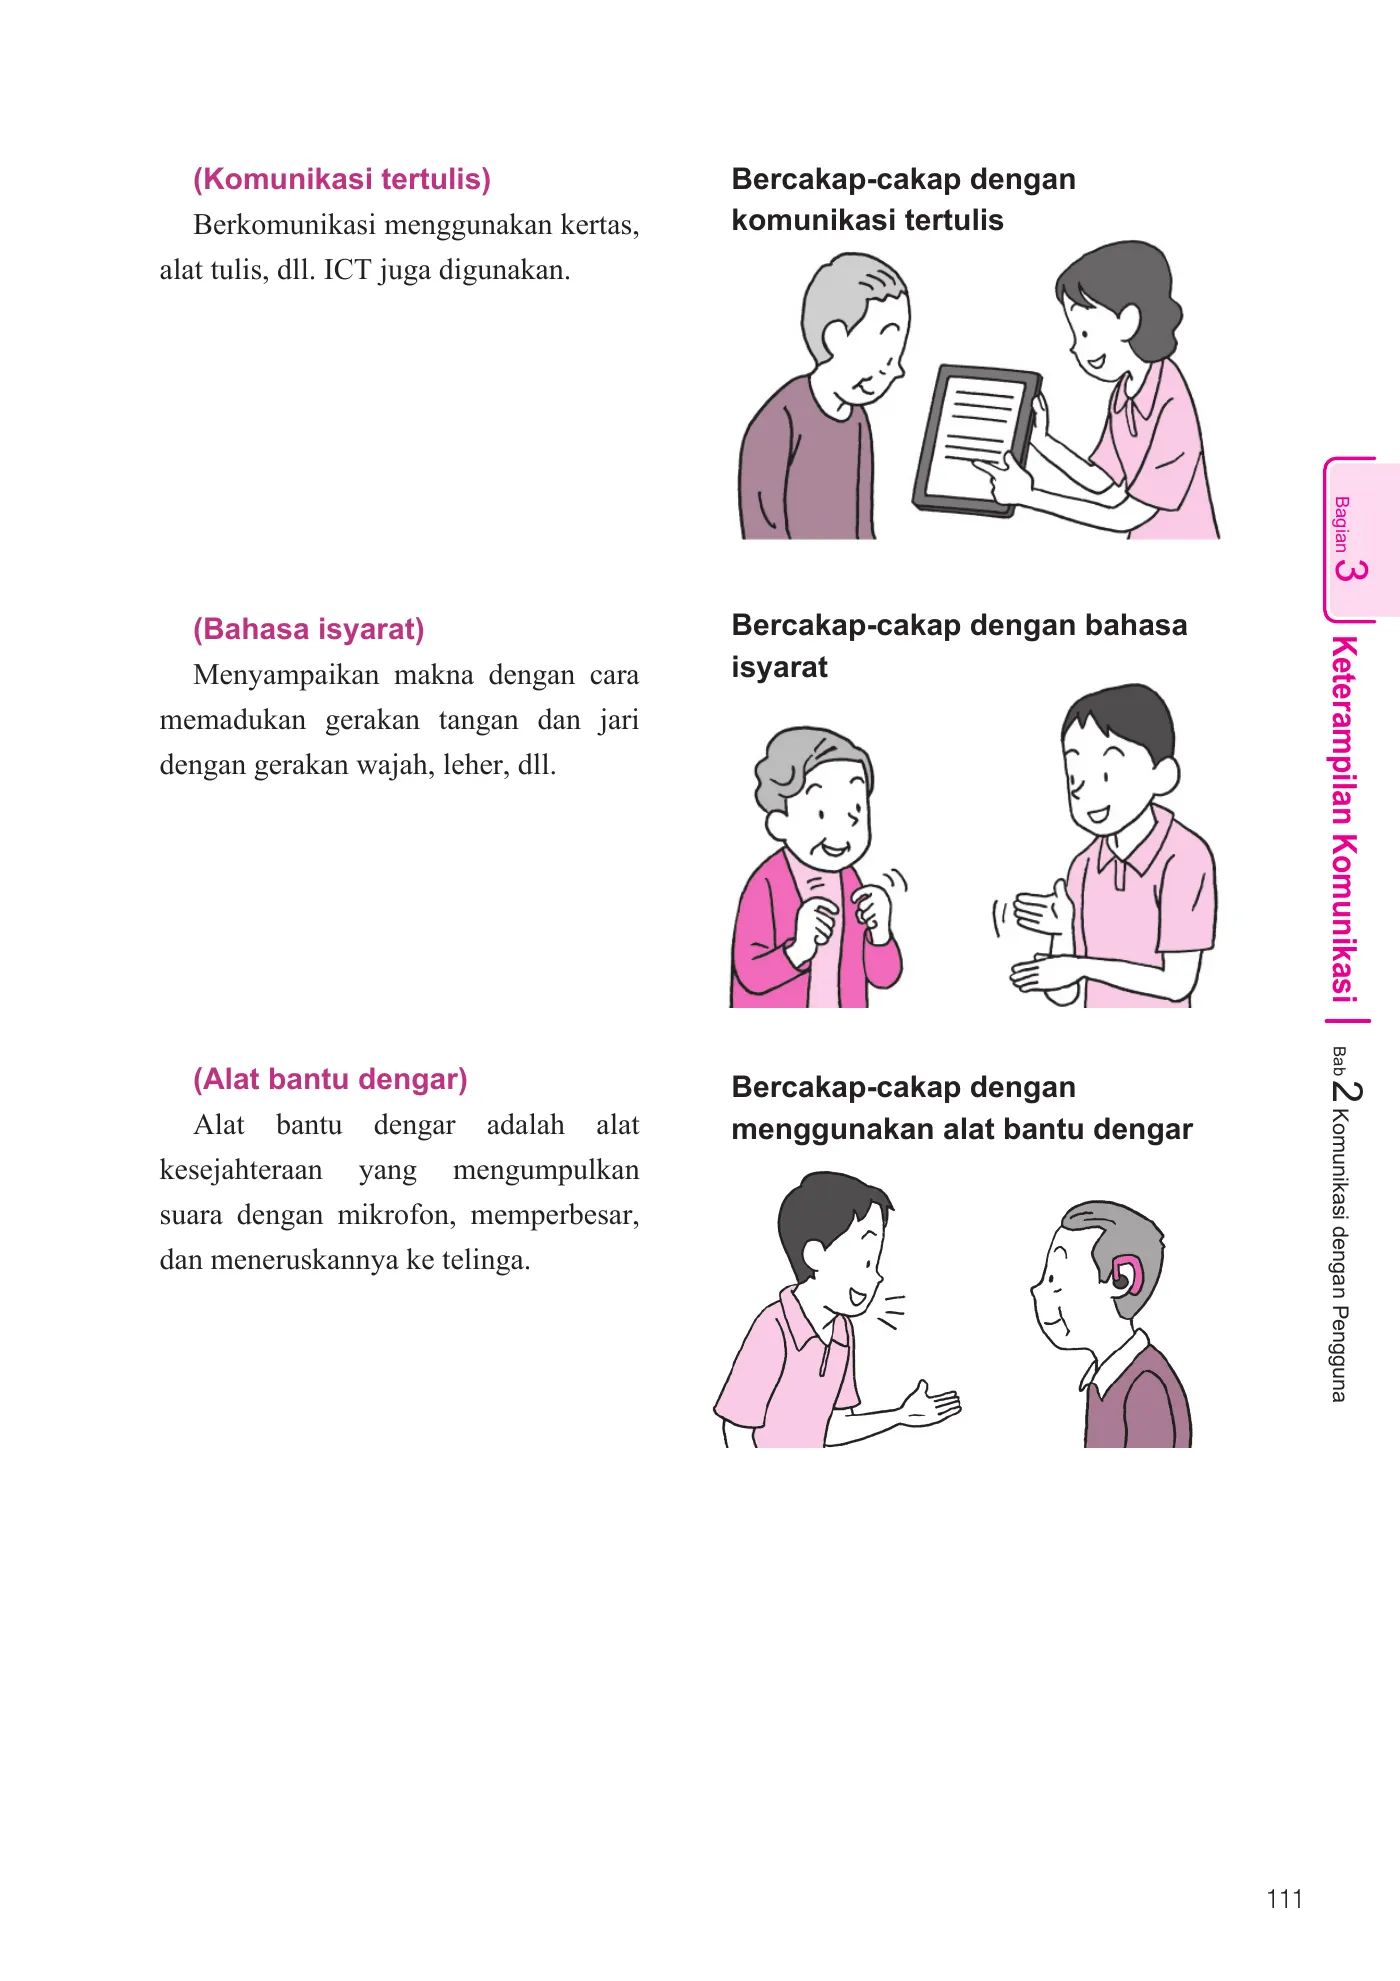 (Komunikasi tertulis)
Berkomunikasi menggunakan kertas,
alat tulis, dll. ICT juga digunakan.
Bercakap-cakap dengan
komunikasi tertulis
(Bahasa isyarat)
Menyampaikan makna dengan cara
memadukan gerakan tangan dan jari
dengan gerakan wajah, leher, dll.
Bercakap-cakap dengan bahasa
isyarat
(Alat bantu dengar)
Alat bantu dengar adalah alat
kesejahteraan yang mengumpulkan
suara dengan mikrofon, memperbesar,
dan meneruskannya ke telinga.
Bercakap-cakap dengan
menggunakan alat bantu dengar
Bagian 3
Keterampilan Komunikasi
Bab 2 Komunikasi dengan Pengguna
111